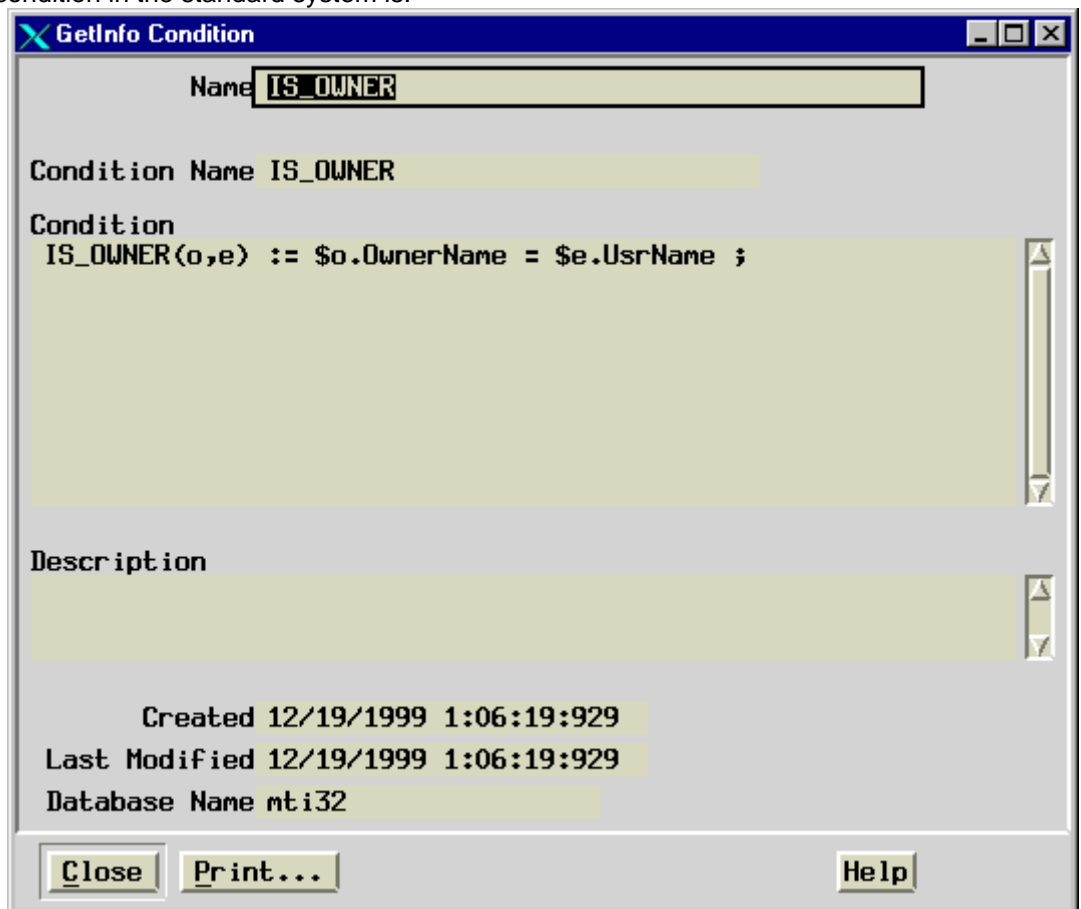 condition in the standard system is:
GetInfo Condition
Name IS_OWNER
Condition Name IS_OWNER
Condition
IS_OWNER(o,e) := $o.OwnerName = $e.UsrName ;
Description
Created 12/19/1999 1:06:19:929
Last Modified 12/19/1999 1:06:19:929
Database Name mti32
Close Print... Help